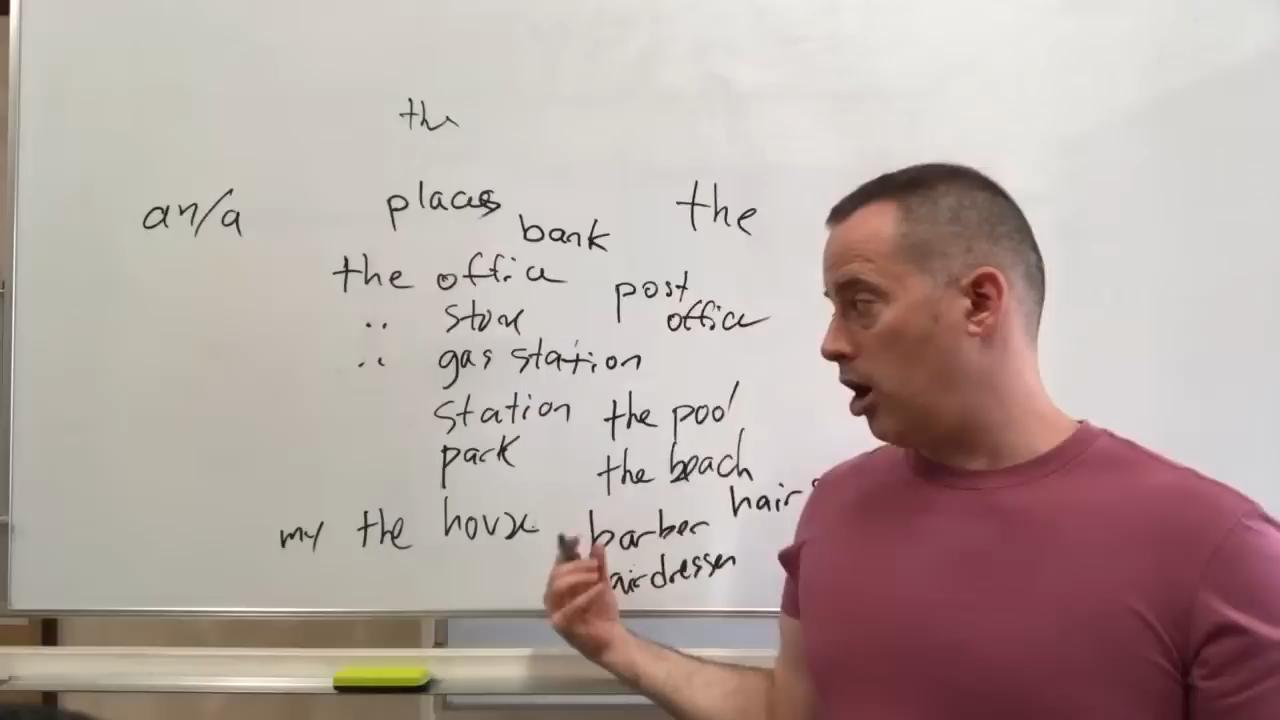 the
an/a places the
bank
the office post
office
.. store
.. gas station
station the pool
park the beach
hair
my the house barber
airdresser